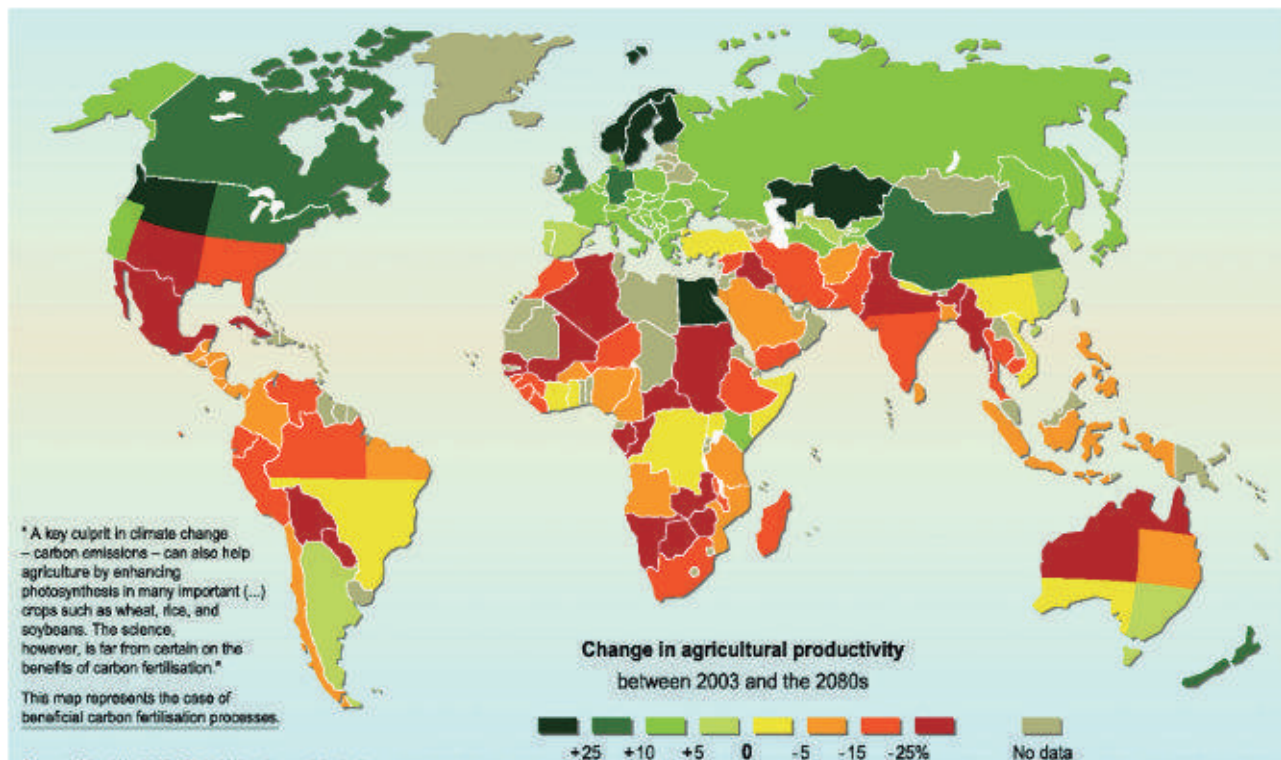 " A key culprit in climate change
– carbon emissions – can also help
agriculture by enhancing
photosynthesis in many important (...)
crops such as wheat, rice, and
soybeans. The science,
however, is far from certain on the
benefits of carbon fertilisation."
This map represents the case of
beneficial carbon fertilisation processes.
Change in agricultural productivity
between 2003 and the 2080s
+25 +10 +5 0 -5 -15 -25%
No data